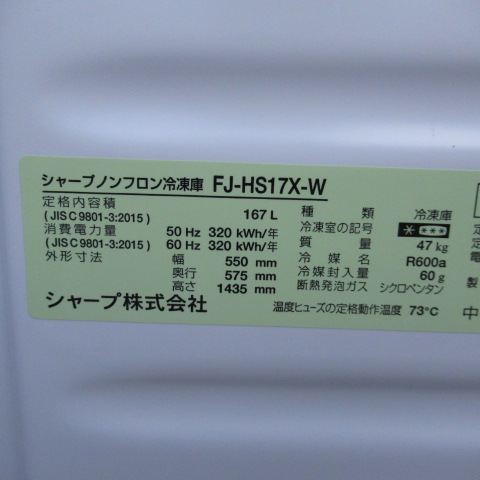 シャープノンフロン冷凍庫 FJ-HS17X-W
定格内容積
(JIS C 9801-3:2015) 167 L
消費電力量 50 Hz 320 kWh/年
(JIS C 9801-3:2015) 60 Hz 320 kWh/年
外形寸法 幅 550 mm
奥行 575 mm
高さ 1435 mm
シャープ株式会社
種類 冷凍庫
冷凍室の記号 * ***
質量 47 kg
冷媒名 R600a
冷媒封入量 60 g
断熱発泡ガス シクロペンタン
温度ヒューズの定格動作温度 73℃
定
定
電
製
中